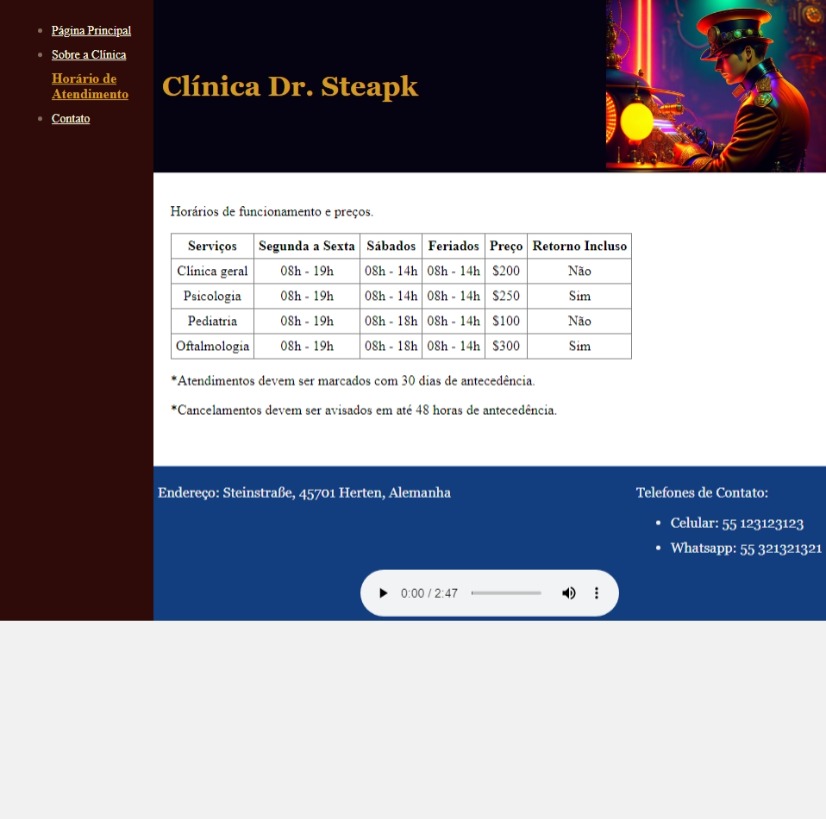 Página Principal
Sobre a Clínica
Horário de
Atendimento
Contato
Clínica Dr. Steapk
Horários de funcionamento e preços.
Serviços Segunda a Sexta Sábados Feriados Preço Retorno Incluso
Clínica geral 08h - 19h 08h - 14h 08h - 14h $200 Não
Psicologia 08h - 19h 08h - 14h 08h - 14h $250 Sim
Pediatria 08h - 19h 08h - 18h 08h - 14h $100 Não
Oftalmologia 08h - 19h 08h - 18h 08h - 14h $300 Sim
*Atendimentos devem ser marcados com 30 dias de antecedência.
*Cancelamentos devem ser avisados em até 48 horas de antecedência.
Endereço: Steinstraße, 45701 Herten, Alemanha
Telefones de Contato:
Celular: 55 123123123
Whatsapp: 55 321321321
0:00 / 2:47